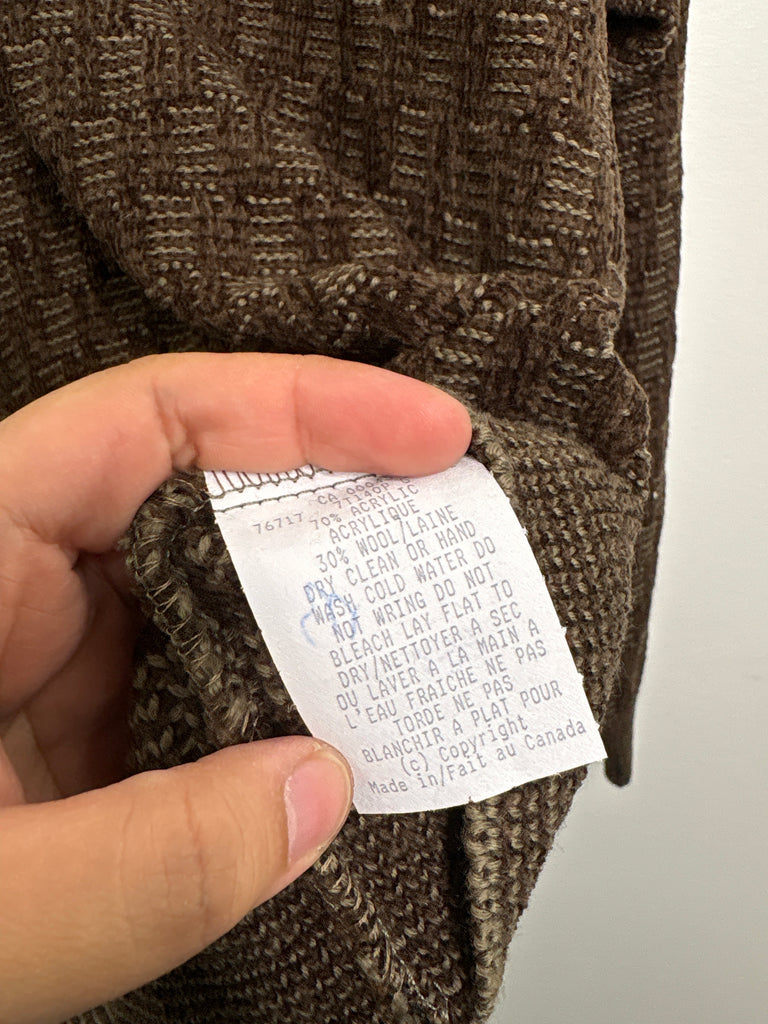 76717 CA 000
70% ACRYLIC
ACRYLIQUE
30% WOOL/LAINE
DRY CLEAN OR HAND
WASH COLD WATER DO
NOT WRING DO NOT
BLEACH LAY FLAT TO
DRY/NETTOYER A SEC
OU LAVER A LA MAIN A
L'EAU FRAICHE NE PAS
TORDE NE PAS
BLANCHIR A PLAT POUR
(c) Copyright
Made in/Fait au Canada